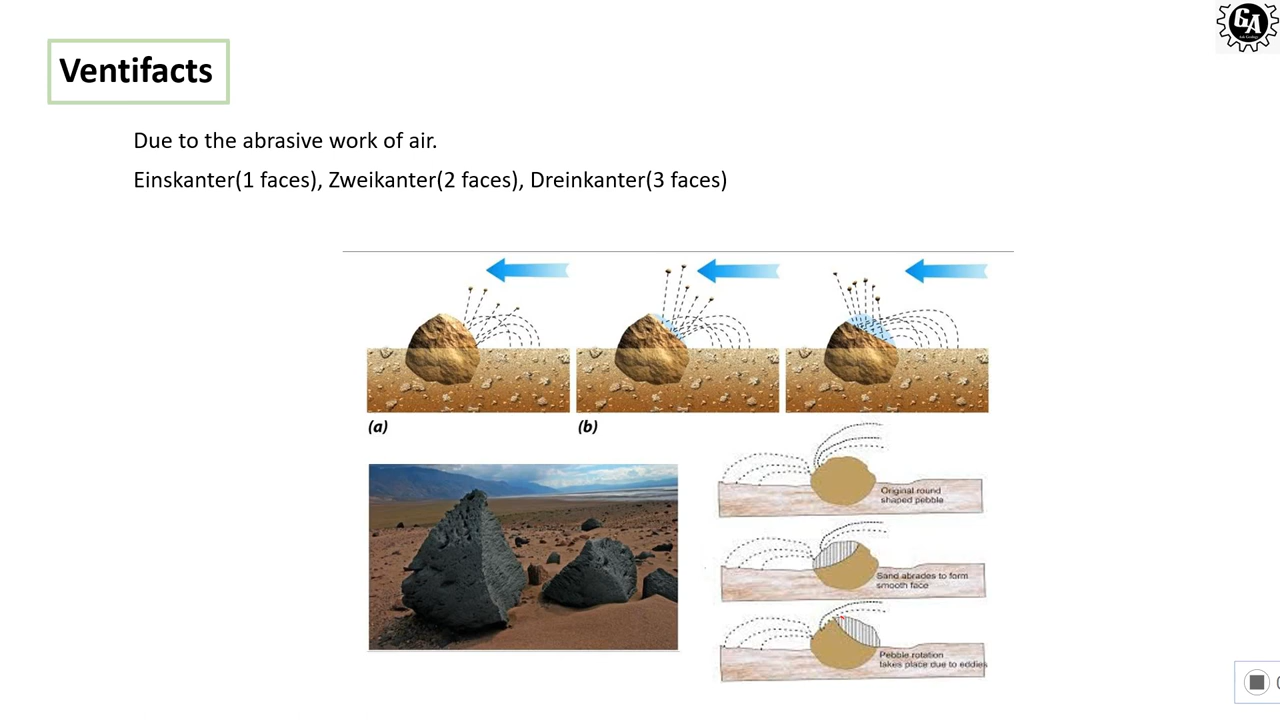 GA
Ventifacts
Due to the abrasive work of air.
Einskanter(1 faces), Zweikanter(2 faces), Dreinkanter(3 faces)
(a)
(b)
Original round
shaped pebble
Sand abrades to form
smooth face
Pebble rotation
takes place due to eddies